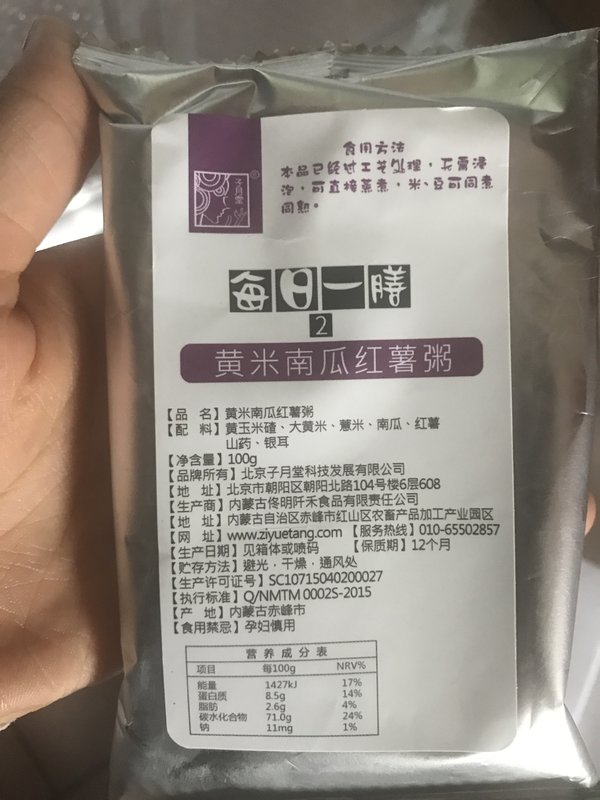 子月堂®
食用方法
本品已经过工艺处理，无需浸
泡，可直接蒸煮，米、豆可同煮
同熟。
每日一膳
2
黄米南瓜红薯粥
【品 名】黄米南瓜红薯粥
【配 料】黄玉米碴、大黄米、薏米、南瓜、红薯
山药、银耳
【净含量】100g
【品牌所有】北京子月堂科技发展有限公司
【地 址】北京市朝阳区朝阳北路104号楼6层608
【生产商】内蒙古佟明阡禾食品有限责任公司
【地 址】内蒙古自治区赤峰市红山区农畜产品加工产业园区
【网 址】www.ziyuetang.com 【服务热线】010-65502857
【生产日期】见箱体或喷码 【保质期】12个月
【贮存方法】避光·干燥·通风处
【生产许可证号】SC10715040200027
【执行标准】Q/NMTM 0002S-2015
【产 地】内蒙古赤峰市
【食用禁忌】孕妇慎用
营养成分表
项目 每100g NRV%
能量 1427kJ 17%
蛋白质 8.5g 14%
脂肪 2.6g 4%
碳水化合物 71.0g 24%
钠 11mg 1%